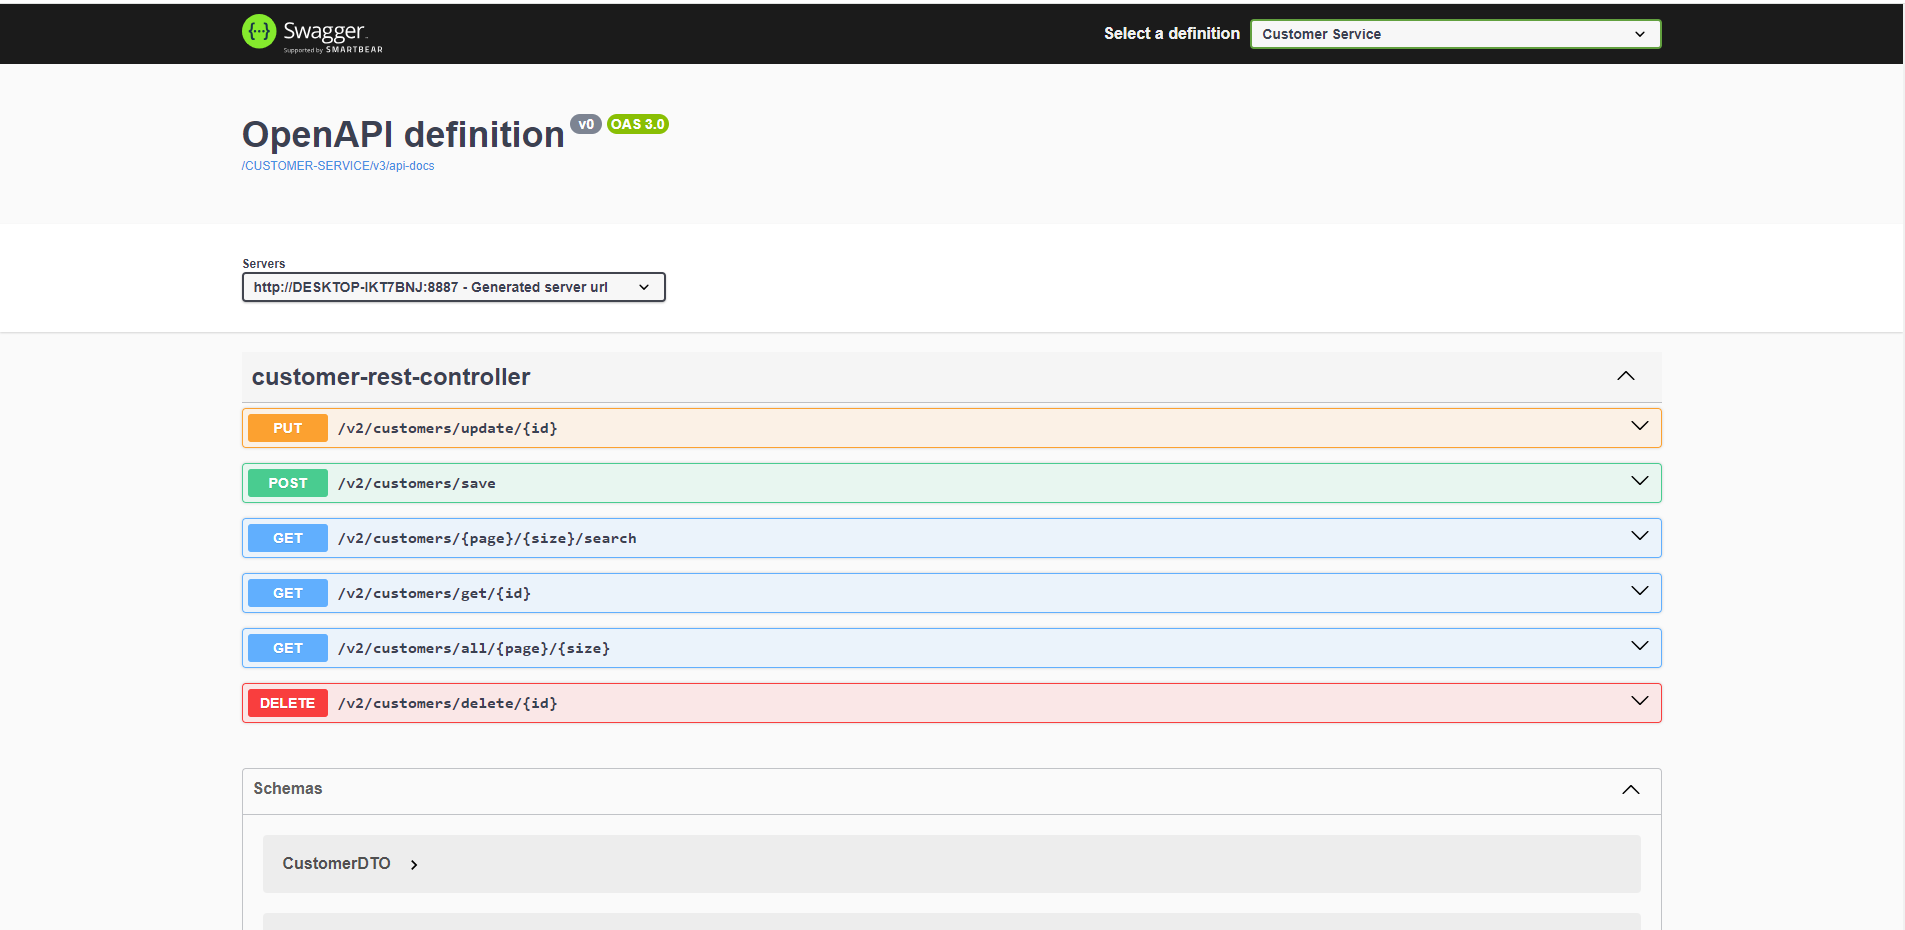 Swagger
Supported by SMARTBEAR
Select a definition
Customer Service
OpenAPI definition
v0
OAS 3.0
/CUSTOMER-SERVICE/v3/api-docs
Servers
http://DESKTOP-IKT7BNJ:8887 - Generated server url
customer-rest-controller
PUT /v2/customers/update/{id}
POST /v2/customers/save
GET /v2/customers/{page}/{size}/search
GET /v2/customers/get/{id}
GET /v2/customers/all/{page}/{size}
DELETE /v2/customers/delete/{id}
Schemas
CustomerDTO